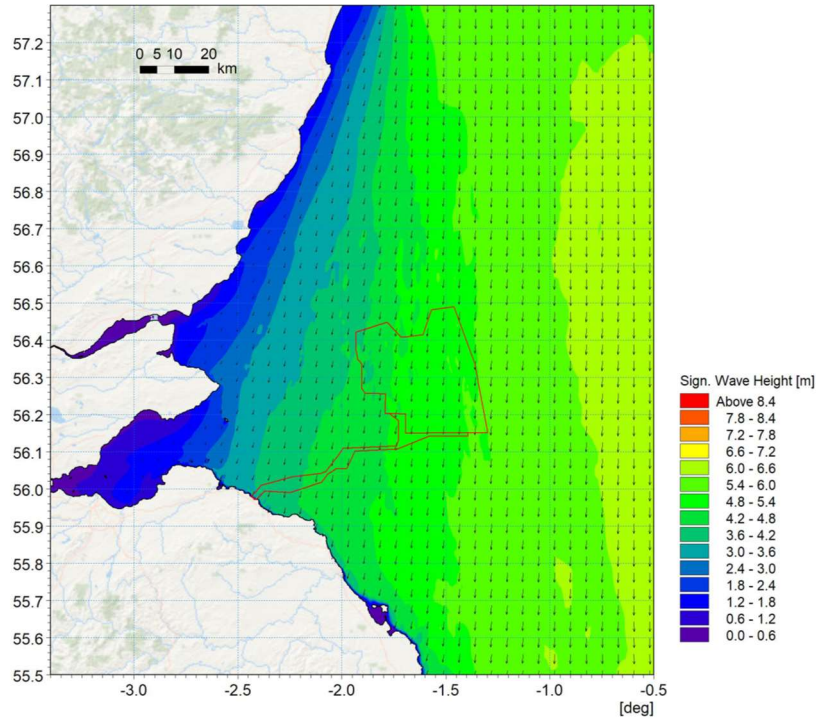 57.2
57.1
57.0
56.9
56.8
56.7
56.6
56.5
56.4
56.3
56.2
56.1
56.0
55.9
55.8
55.7
55.6
55.5
0 5 10 20
km
-3.0 -2.5 -2.0 -1.5 -1.0 -0.5
[deg]
Sign. Wave Height [m]
Above 8.4
7.8 - 8.4
7.2 - 7.8
6.6 - 7.2
6.0 - 6.6
5.4 - 6.0
4.8 - 5.4
4.2 - 4.8
3.6 - 4.2
3.0 - 3.6
2.4 - 3.0
1.8 - 2.4
1.2 - 1.8
0.6 - 1.2
0.0 - 0.6